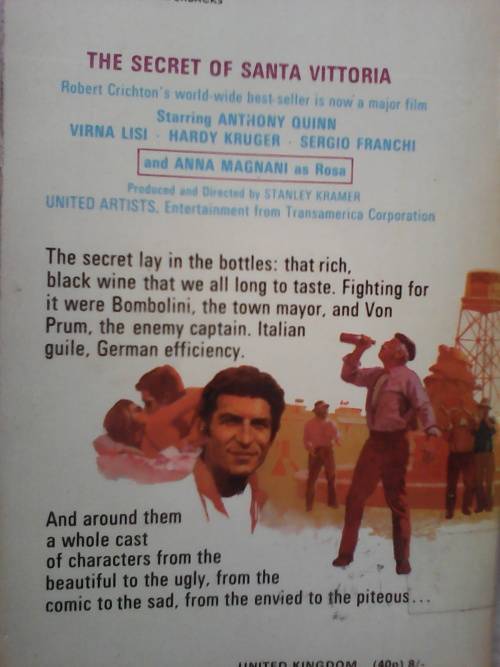 THE SECRET OF SANTA VITTORIA
Robert Crichton's world-wide best-seller is now a major film
Starring ANTHONY QUINN
VIRNA LISI · HARDY KRUGER · SERGIO FRANCHI
and ANNA MAGNANI as Rosa
Produced and Directed by STANLEY KRAMER
UNITED ARTISTS, Entertainment from Transamerica Corporation
The secret lay in the bottles: that rich,
black wine that we all long to taste. Fighting for
it were Bombolini, the town mayor, and Von
Prum, the enemy captain. Italian
guile, German efficiency.
And around them
a whole cast
of characters from the
beautiful to the ugly, from the
comic to the sad, from the envied to the piteous...
UNITED KINGDOM (40p) 8/-